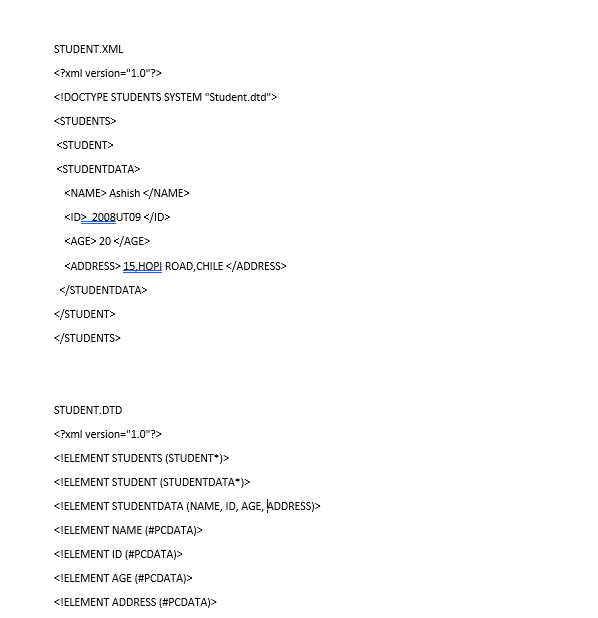 STUDENT.XML
<?xml version="1.0"?>
<!DOCTYPE STUDENTS SYSTEM "Student.dtd">
<STUDENTS>
<STUDENT>
<STUDENTDATA>
<NAME> Ashish </NAME>
<ID>  2008UT09 </ID>
<AGE> 20 </AGE>
<ADDRESS> 15,HOPI ROAD,CHILE </ADDRESS>
</STUDENTDATA>
</STUDENT>
</STUDENTS>
STUDENT.DTD
<?xml version="1.0"?>
<!ELEMENT STUDENTS (STUDENT*)>
<!ELEMENT STUDENT (STUDENTDATA*)>
<!ELEMENT STUDENTDATA (NAME, ID, AGE, ADDRESS)>
<!ELEMENT NAME (#PCDATA)>
<!ELEMENT ID (#PCDATA)>
<!ELEMENT AGE (#PCDATA)>
<!ELEMENT ADDRESS (#PCDATA)>